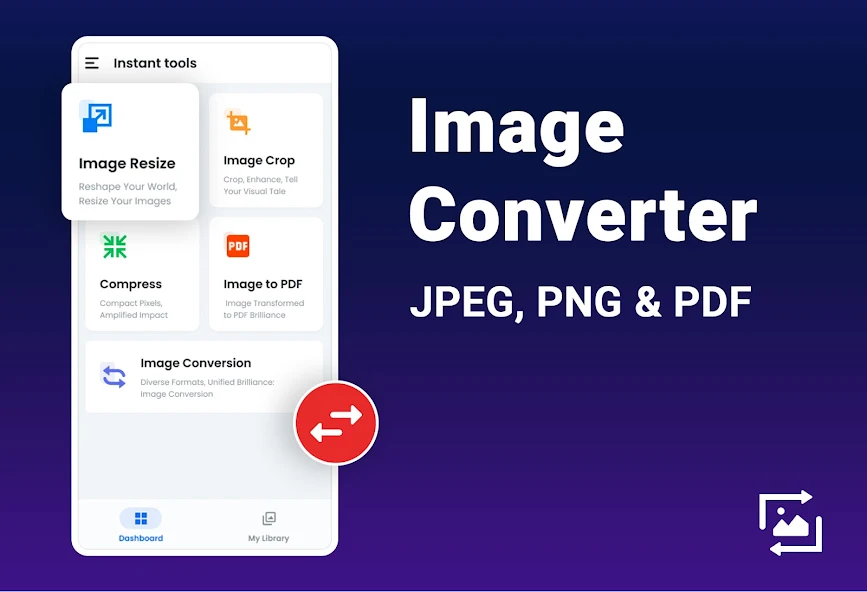 Instant tools
Image Resize
Reshape Your World,
Resize Your Images
Image Crop
Crop, Enhance, Tell
Your Visual Tale
Compress
Compact Pixels,
Amplified Impact
PDF
Image to PDF
Image Transformed
to PDF Brilliance
Image Conversion
Diverse Formats, Unified Brilliance:
Image Conversion
Dashboard
My Library
Image
Converter
JPEG, PNG & PDF